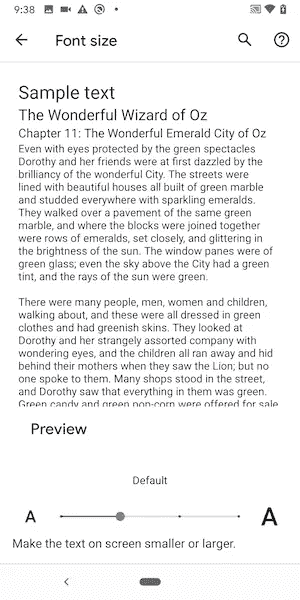 9:38
Font size
Sample text
The Wonderful Wizard of Oz
Chapter 11: The Wonderful Emerald City of Oz
Even with eyes protected by the green spectacles
Dorothy and her friends were at first dazzled by the
brilliancy of the wonderful City. The streets were
lined with beautiful houses all built of green marble
and studded everywhere with sparkling emeralds.
They walked over a pavement of the same green
marble, and where the blocks were joined together
were rows of emeralds, set closely, and glittering in
the brightness of the sun. The window panes were of
green glass; even the sky above the City had a green
tint, and the rays of the sun were green.
There were many people, men, women and children,
walking about, and these were all dressed in green
clothes and had greenish skins. They looked at
Dorothy and her strangely assorted company with
wondering eyes, and the children all ran away and hid
behind their mothers when they saw the Lion; but no
one spoke to them. Many shops stood in the street,
and Dorothy saw that everything in them was green.
Green candy and green pop-corn were offered for sale
Preview
Default
A A
Make the text on screen smaller or larger.